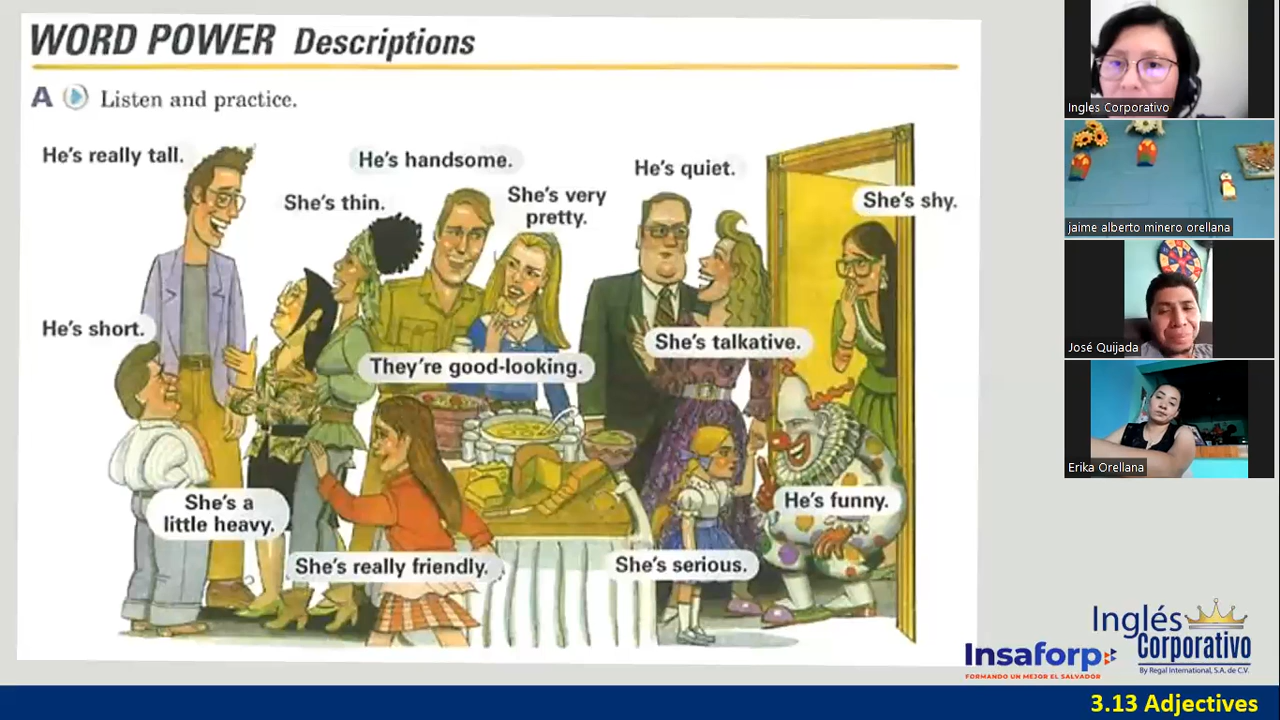 WORD POWER Descriptions
A Listen and practice.
He's really tall.
He's handsome.
He's quiet.
She's thin.
She's very
pretty.
She's shy.
He's short.
She's talkative.
They're good-looking.
She's a
little heavy.
He's funny.
She's really friendly.
She's serious.
Ingles Corporativo
jaime alberto minero orellana
José Quijada
Erika Orellana
Insaforp
FORMANDO UN MEJOR EL SALVADOR
Inglés
Corporativo
By Regal International, S.A. de C.V.
3.13 Adjectives